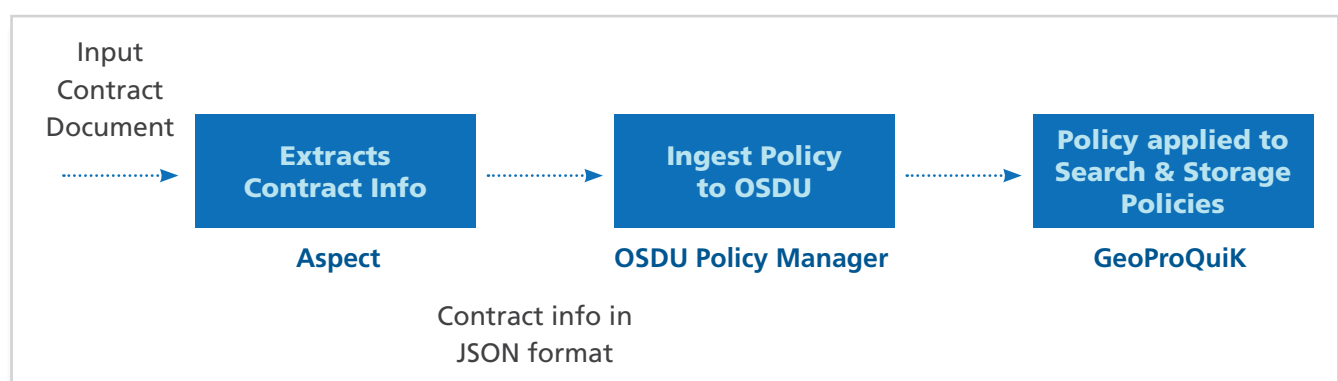 Input
Contract
Document
Extracts
Contract Info
Aspect
Contract info in
JSON format
Ingest Policy
to OSDU
OSDU Policy Manager
Policy applied to
Search & Storage
Policies
GeoProQuiK